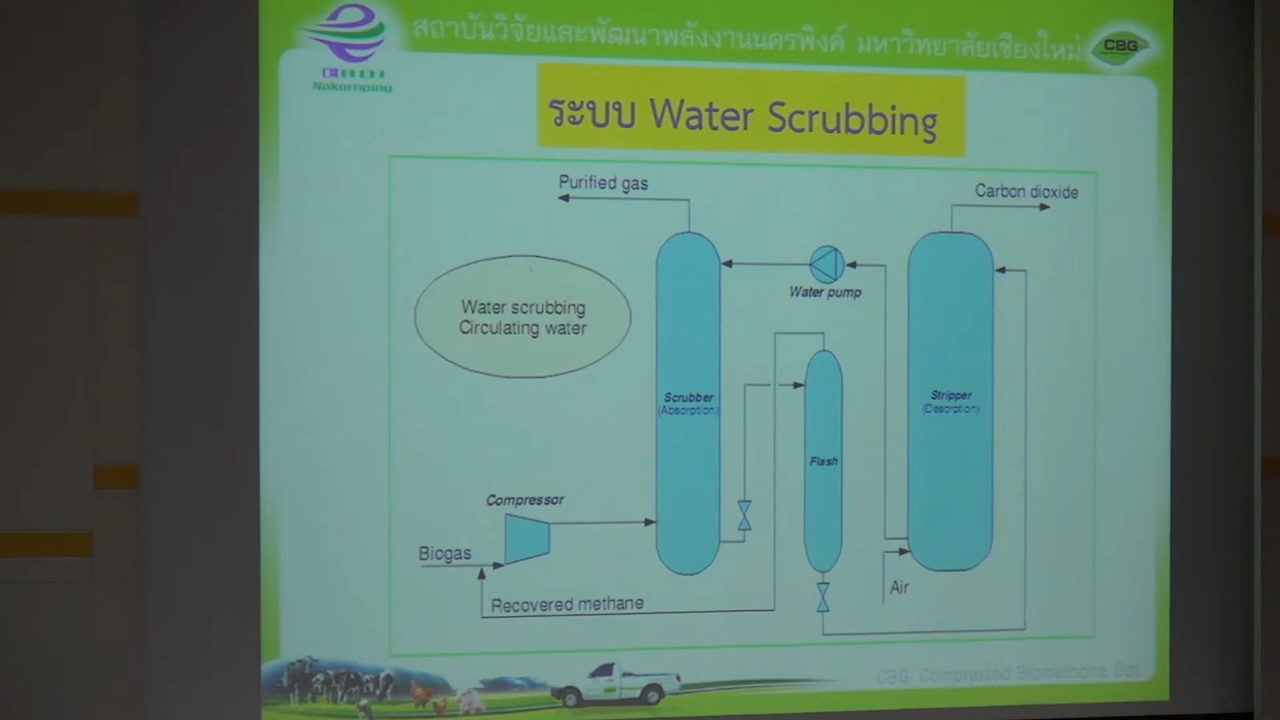 สถาบันวิจัยและพัฒนาพลังงานนครพิงค์ มหาวิทยาลัยเชียงใหม่
CBG
ERDI
Nakornping
ระบบ Water Scrubbing
Purified gas
Carbon dioxide
Water pump
Water scrubbing
Circulating water
Scrubber
(Absorption)
Stripper
(Desorption)
Flash
Compressor
Biogas
Air
Recovered methane
CBG: Compressed Biomethane Gas